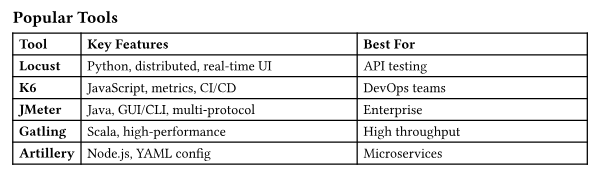 Popular Tools
Tool Key Features Best For
Locust Python, distributed, real-time UI API testing
K6 JavaScript, metrics, CI/CD DevOps teams
JMeter Java, GUI/CLI, multi-protocol Enterprise
Gatling Scala, high-performance High throughput
Artillery Node.js, YAML config Microservices